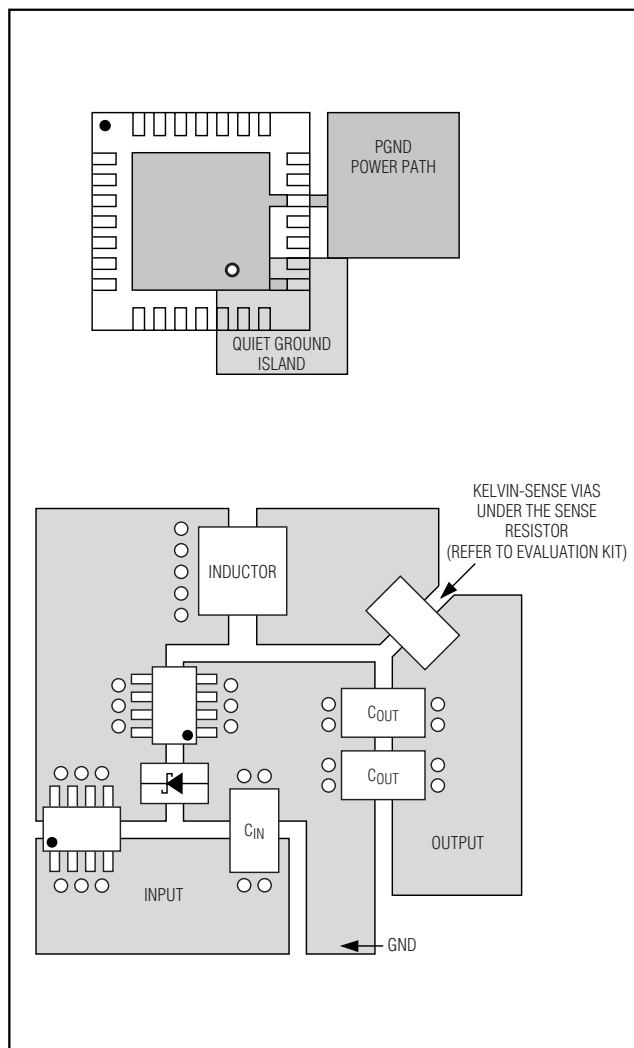 PGND
POWER PATH
QUIET GROUND
ISLAND
KELVIN-SENSE VIAS
UNDER THE SENSE
RESISTOR
(REFER TO EVALUATION KIT)
INDUCTOR
COUT
COUT
CIN
OUTPUT
INPUT
GND